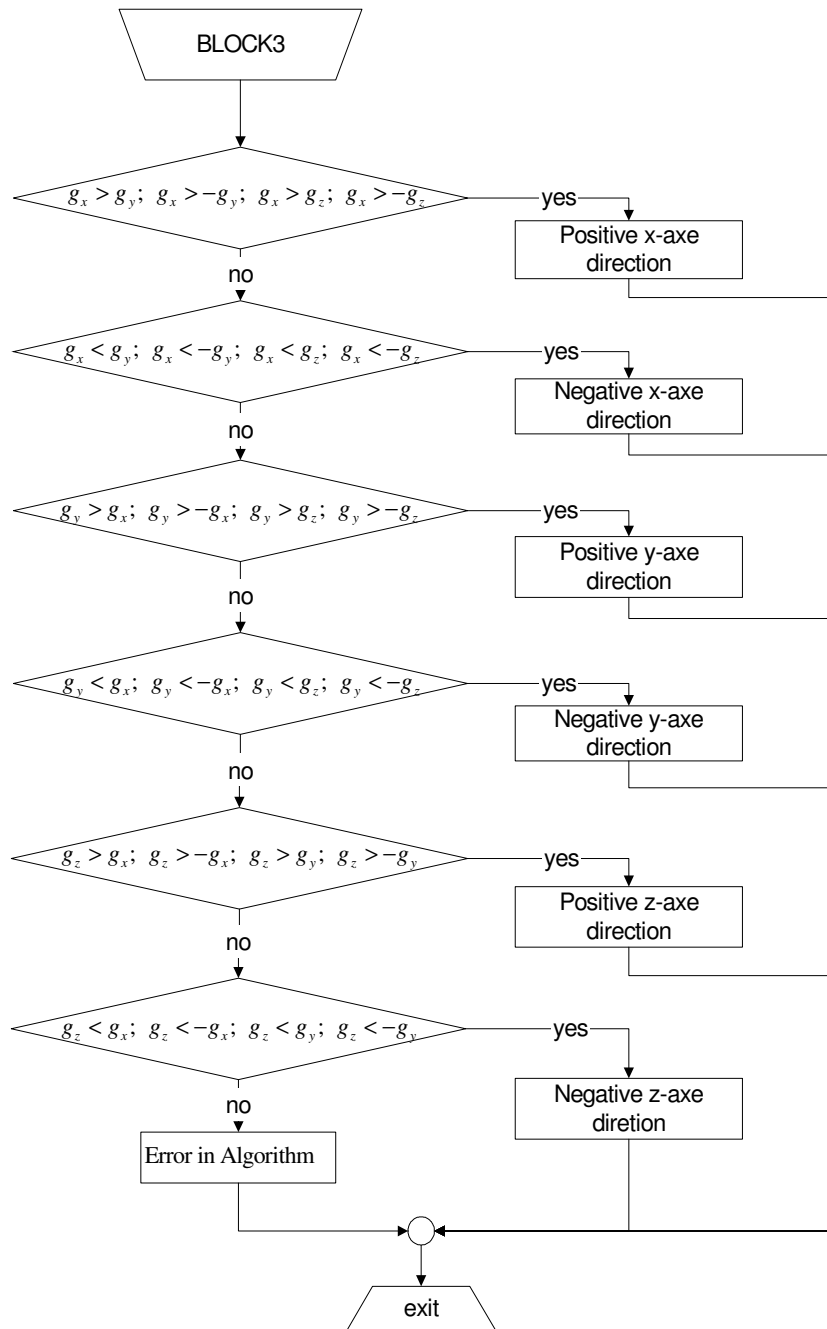 BLOCK3
g_x > g_y; g_x > −g_y; g_x > g_z; g_x > −g_z
yes
Positive x-axe
direction
no
g_x < g_y; g_x < −g_y; g_x < g_z; g_x < −g_z
yes
Negative x-axe
direction
no
g_y > g_x; g_y > −g_x; g_y > g_z; g_y > −g_z
yes
Positive y-axe
direction
no
g_y < g_x; g_y < −g_x; g_y < g_z; g_y < −g_z
yes
Negative y-axe
direction
no
g_z > g_x; g_z > −g_x; g_z > g_y; g_z > −g_y
yes
Positive z-axe
direction
no
g_z < g_x; g_z < −g_x; g_z < g_y; g_z < −g_y
yes
Negative z-axe
diretion
no
Error in Algorithm
exit